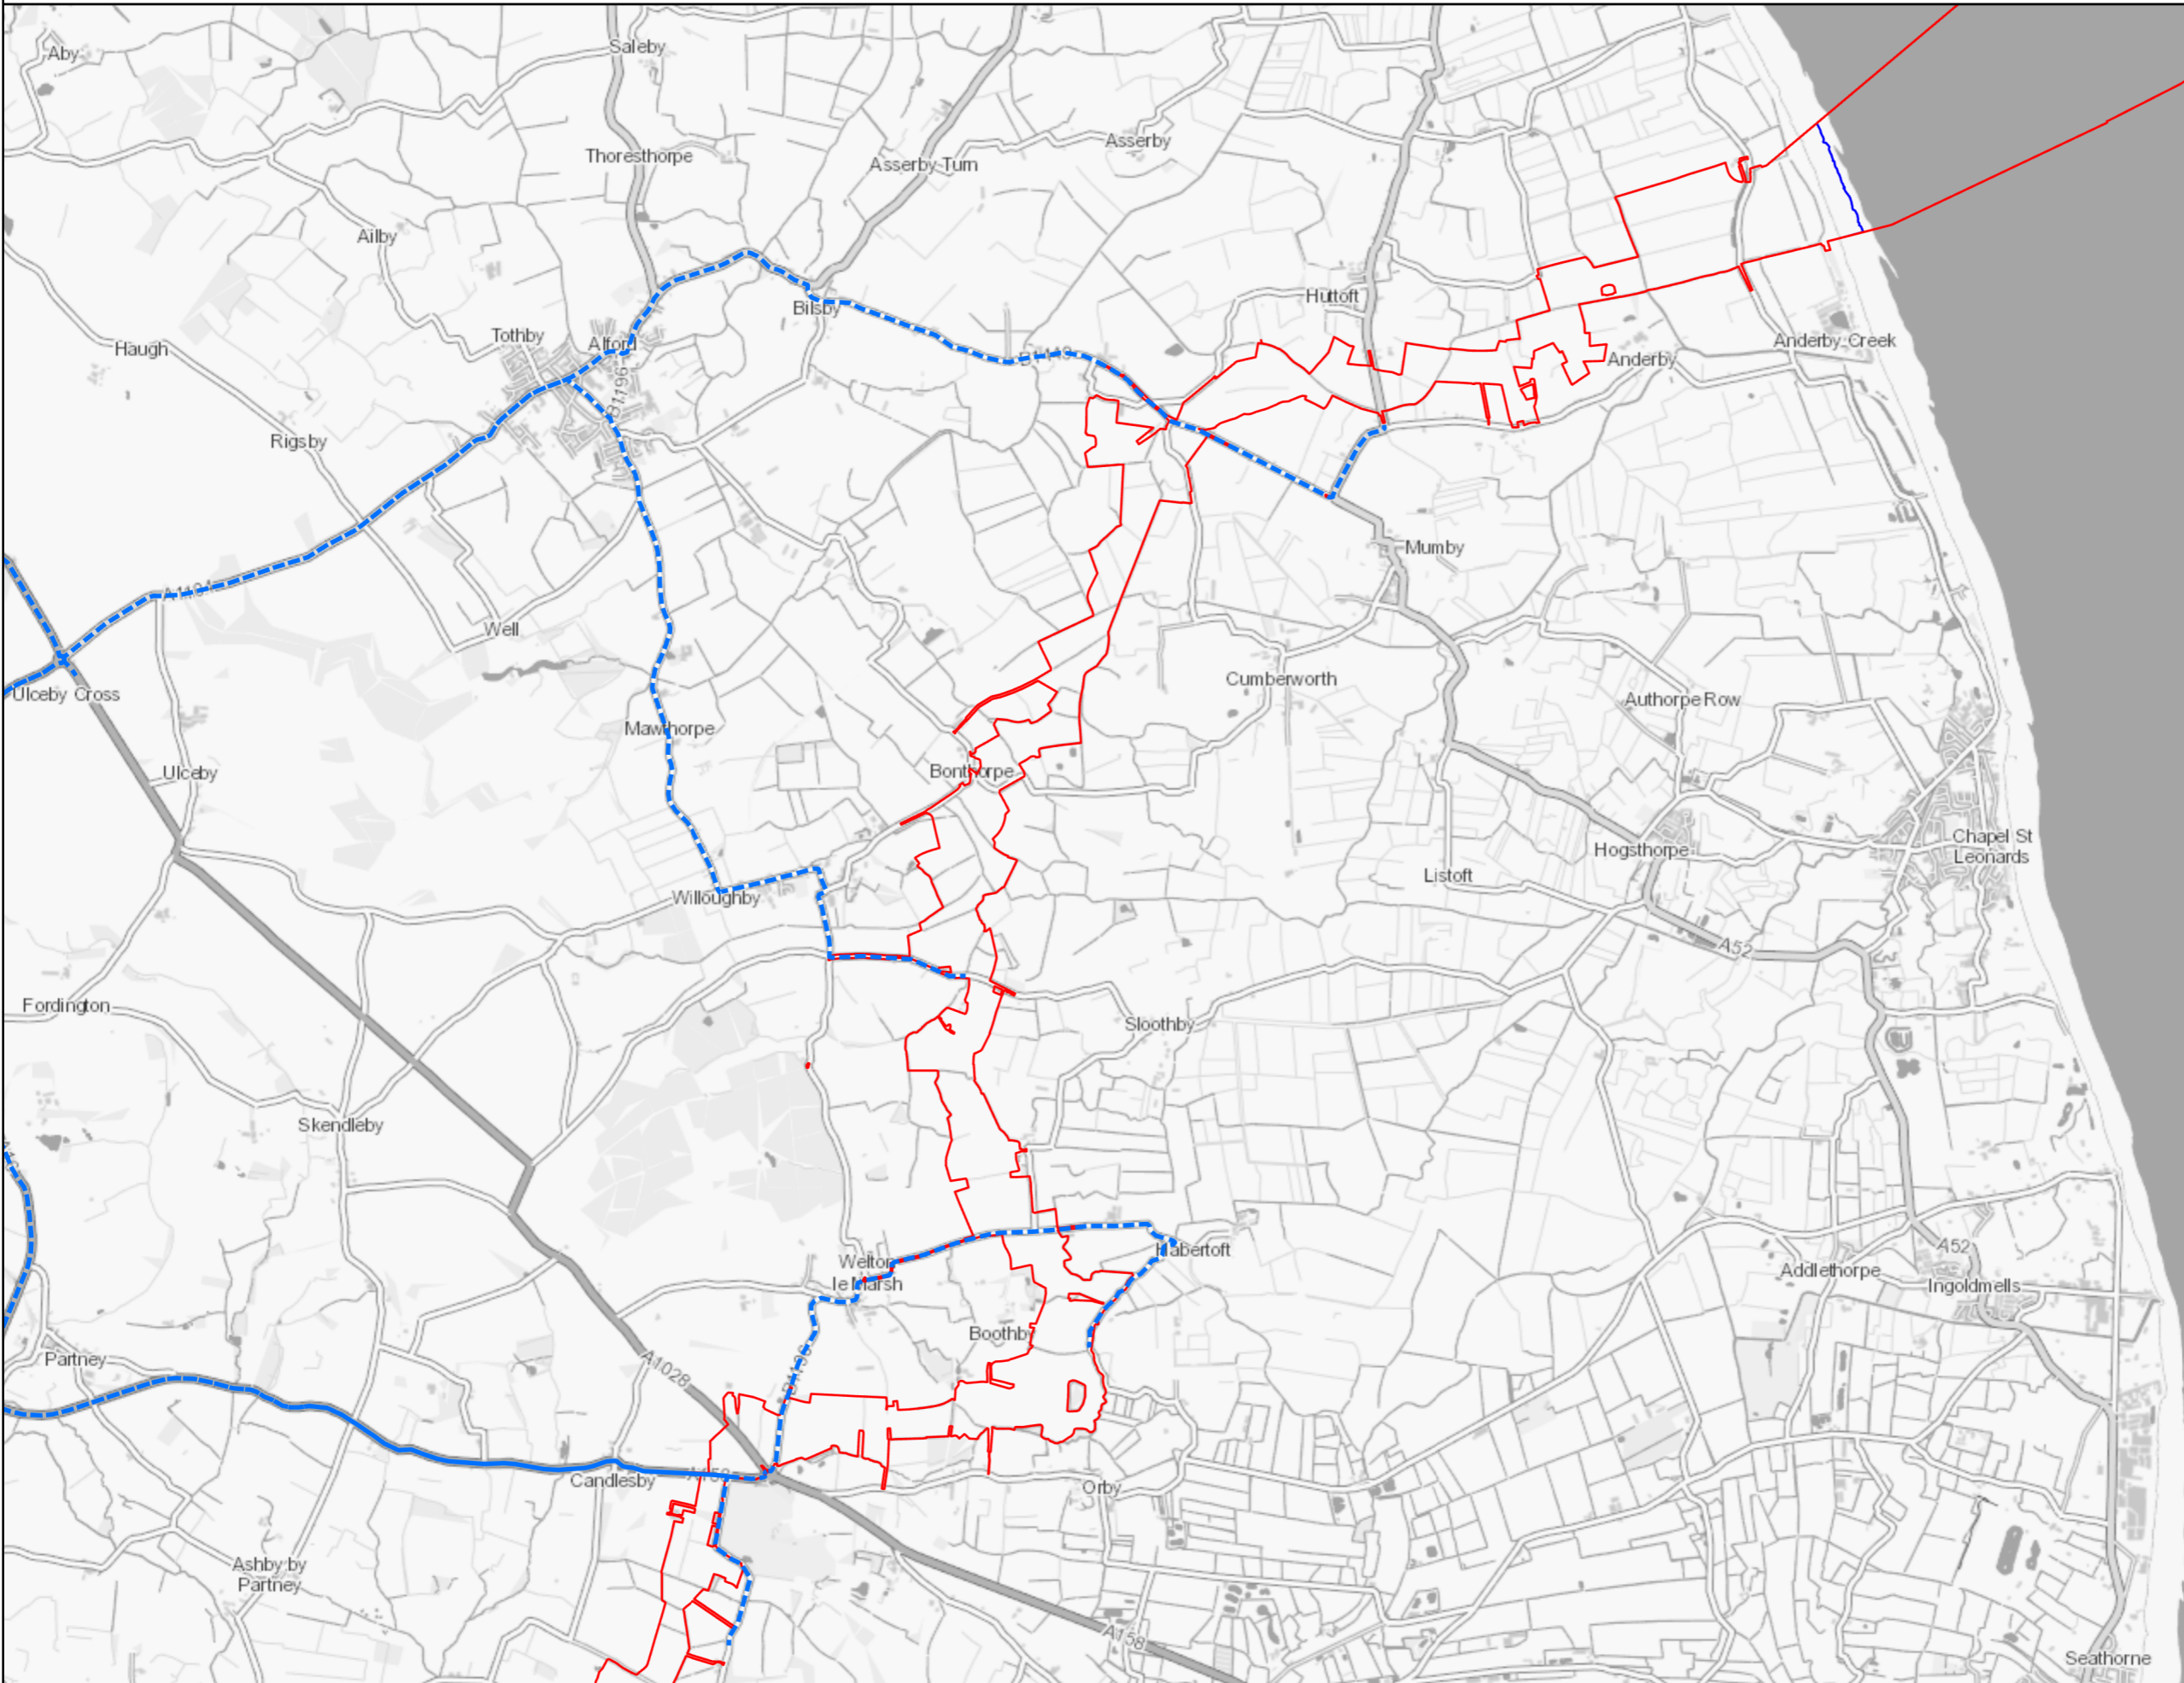 Aby
Saleby
Thoresthorpe
Asserby
Asserby Turn
Ailby
Huttoft
Bilsby
Tothby
Alford
Haugh
Anderby Creek
Anderby
B1196
Rigsby
Mumby
Well
Cumberworth
Ulceby Cross
Authorpe Row
Mawthorpe
Ulceby
Bonthorpe
Chapel St
Leonards
Hogsthorpe
Listoft
Willoughby
A52
Fordington
Sloothby
Skendleby
A52
Habertoft
Welton
le Marsh
Addlethorpe
Ingoldmells
Boothby
Partney
A1028
Candlesby
Orby
Ashby by
Partney
A158
Seathorne